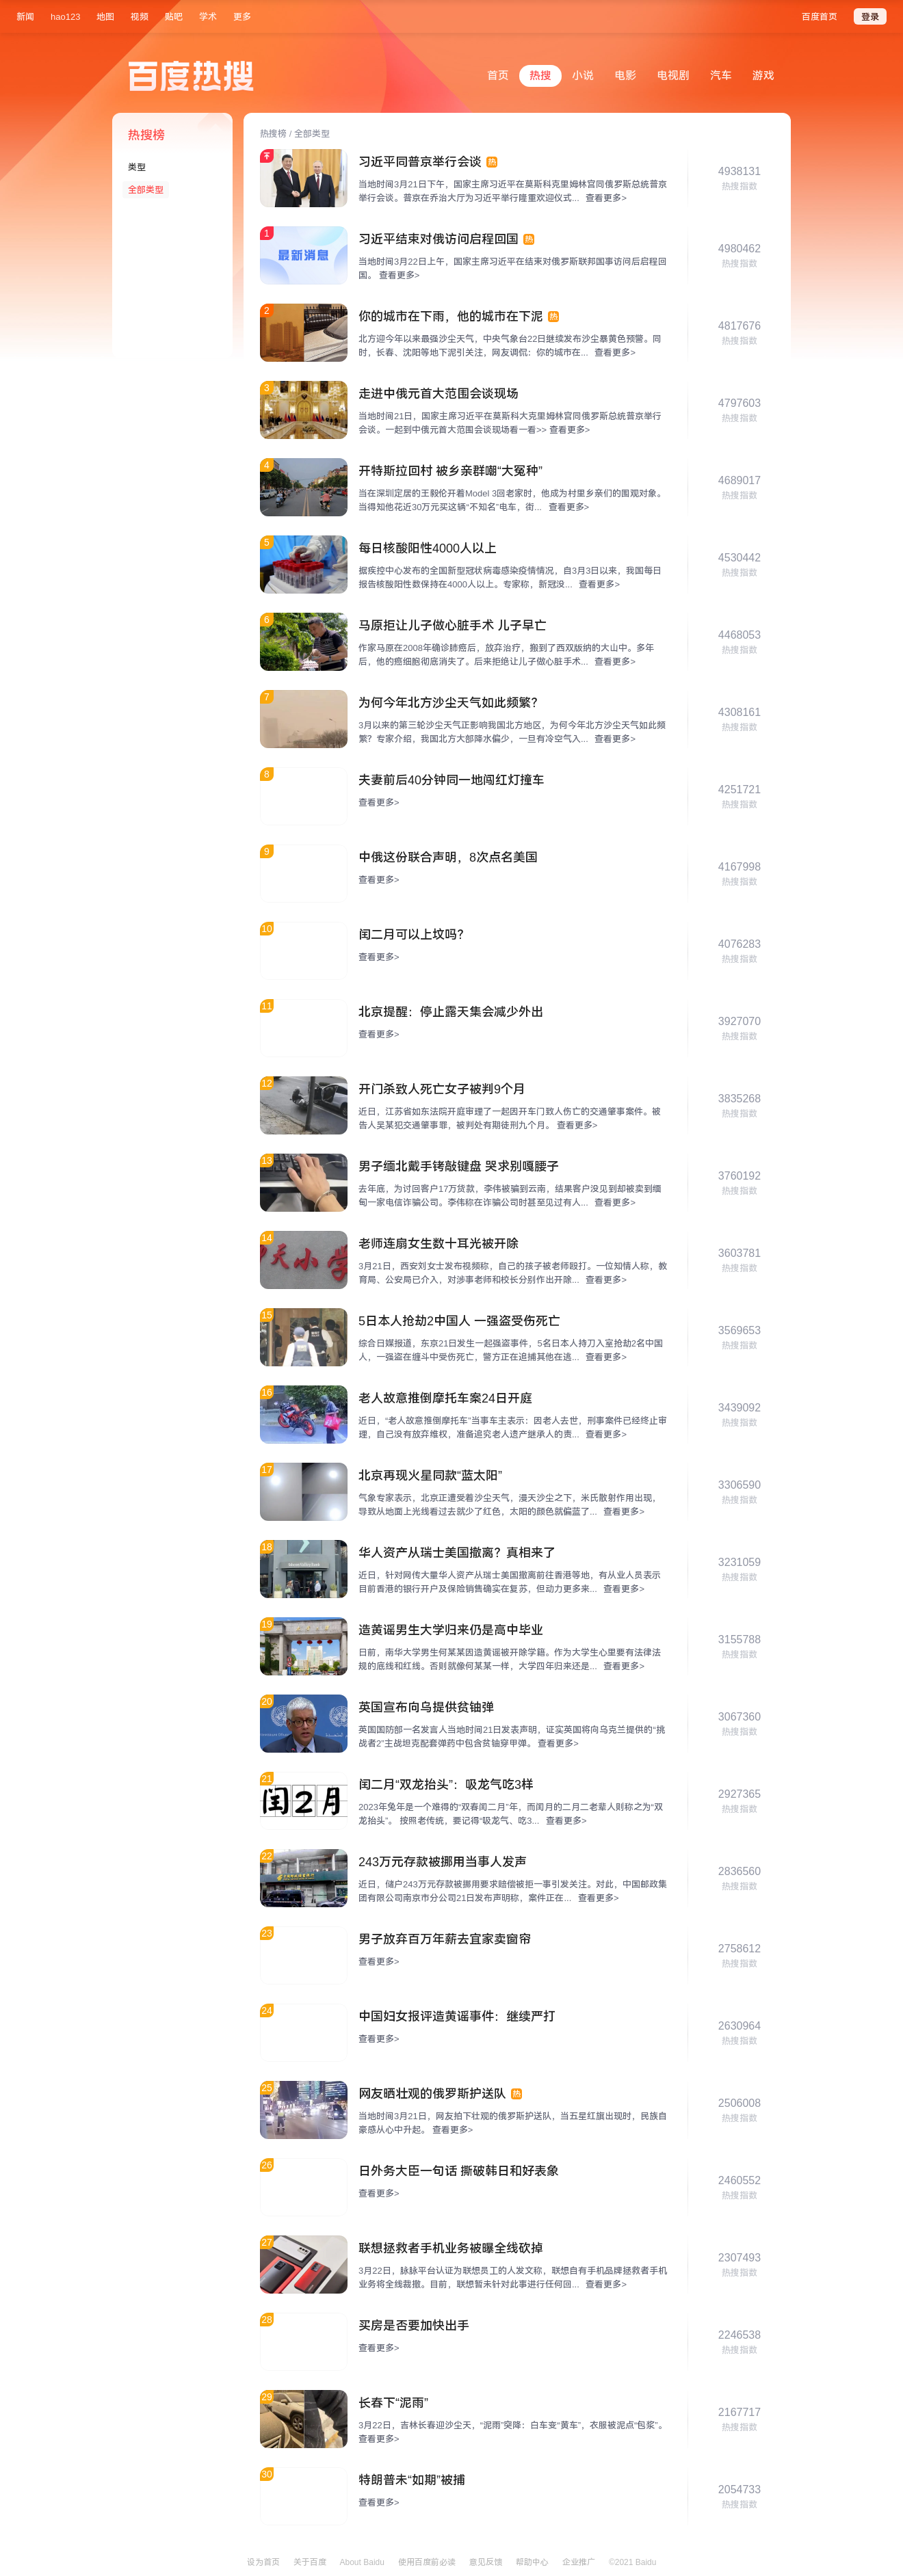 新闻 hao123 地图 视频 贴吧 学术 更多 百度首页 登录
百度热搜
首页 热搜 小说 电影 电视剧 汽车 游戏
热搜榜
类型
全部类型
热搜榜 / 全部类型
习近平同普京举行会谈 热
当地时间3月21日下午，国家主席习近平在莫斯科克里姆林宫同俄罗斯总统普京
举行会谈。普京在乔治大厅为习近平举行隆重欢迎仪式... 查看更多>
4938131
热搜指数
1
最新消息
习近平结束对俄访问启程回国 热
当地时间3月22日上午，国家主席习近平在结束对俄罗斯联邦国事访问后启程回
国。 查看更多>
4980462
热搜指数
2
你的城市在下雨，他的城市在下泥 热
北方迎今年以来最强沙尘天气，中央气象台22日继续发布沙尘暴黄色预警。同
时，长春、沈阳等地下泥引关注，网友调侃：你的城市在... 查看更多>
4817676
热搜指数
3
走进中俄元首大范围会谈现场
当地时间21日，国家主席习近平在莫斯科大克里姆林宫同俄罗斯总统普京举行
会谈。一起到中俄元首大范围会谈现场看一看>> 查看更多>
4797603
热搜指数
4
开特斯拉回村 被乡亲群嘲“大冤种”
当在深圳定居的王毅伦开着Model 3回老家时，他成为村里乡亲们的围观对象。
当得知他花近30万元买这辆“不知名”电车，街... 查看更多>
4689017
热搜指数
5
每日核酸阳性4000人以上
据疾控中心发布的全国新型冠状病毒感染疫情情况，自3月3日以来，我国每日
报告核酸阳性数保持在4000人以上。专家称，新冠没... 查看更多>
4530442
热搜指数
6
马原拒让儿子做心脏手术 儿子早亡
作家马原在2008年确诊肺癌后，放弃治疗，搬到了西双版纳的大山中。多年
后，他的癌细胞彻底消失了。后来拒绝让儿子做心脏手术... 查看更多>
4468053
热搜指数
7
为何今年北方沙尘天气如此频繁？
3月以来的第三轮沙尘天气正影响我国北方地区，为何今年北方沙尘天气如此频
繁？专家介绍，我国北方大部降水偏少，一旦有冷空气入... 查看更多>
4308161
热搜指数
8
夫妻前后40分钟同一地闯红灯撞车
查看更多>
4251721
热搜指数
9
中俄这份联合声明，8次点名美国
查看更多>
4167998
热搜指数
10
闰二月可以上坟吗？
查看更多>
4076283
热搜指数
11
北京提醒：停止露天集会减少外出
查看更多>
3927070
热搜指数
12
开门杀致人死亡女子被判9个月
近日，江苏省如东法院开庭审理了一起因开车门致人伤亡的交通肇事案件。被
告人吴某犯交通肇事罪，被判处有期徒刑九个月。 查看更多>
3835268
热搜指数
13
男子缅北戴手铐敲键盘 哭求别嘎腰子
去年底，为讨回客户17万货款，李伟被骗到云南，结果客户没见到却被卖到缅
甸一家电信诈骗公司。李伟称在诈骗公司时甚至见过有人... 查看更多>
3760192
热搜指数
14
老师连扇女生数十耳光被开除
3月21日，西安刘女士发布视频称，自己的孩子被老师殴打。一位知情人称，教
育局、公安局已介入，对涉事老师和校长分别作出开除... 查看更多>
3603781
热搜指数
15
5日本人抢劫2中国人 一强盗受伤死亡
综合日媒报道，东京21日发生一起强盗事件，5名日本人持刀入室抢劫2名中国
人，一强盗在缠斗中受伤死亡，警方正在追捕其他在逃... 查看更多>
3569653
热搜指数
16
老人故意推倒摩托车案24日开庭
近日，“老人故意推倒摩托车”当事车主表示：因老人去世，刑事案件已经终止审
理，自己没有放弃维权，准备追究老人遗产继承人的责... 查看更多>
3439092
热搜指数
17
北京再现火星同款“蓝太阳”
气象专家表示，北京正遭受着沙尘天气，漫天沙尘之下，米氏散射作用出现，
导致从地面上光线看过去就少了红色，太阳的颜色就偏蓝了... 查看更多>
3306590
热搜指数
18
华人资产从瑞士美国撤离？真相来了
近日，针对网传大量华人资产从瑞士美国撤离前往香港等地，有从业人员表示
目前香港的银行开户及保险销售确实在复苏，但动力更多来... 查看更多>
3231059
热搜指数
19
造黄谣男生大学归来仍是高中毕业
日前，南华大学男生何某某因造黄谣被开除学籍。作为大学生心里要有法律法
规的底线和红线。否则就像何某某一样，大学四年归来还是... 查看更多>
3155788
热搜指数
20
英国宣布向乌提供贫铀弹
英国国防部一名发言人当地时间21日发表声明，证实英国将向乌克兰提供的“挑
战者2”主战坦克配套弹药中包含贫铀穿甲弹。 查看更多>
3067360
热搜指数
21
闰2月
闰二月“双龙抬头”：吸龙气吃3样
2023年兔年是一个难得的“双春闰二月”年，而闰月的二月二老辈人则称之为“双
龙抬头”。 按照老传统，要记得“吸龙气、吃3... 查看更多>
2927365
热搜指数
22
243万元存款被挪用当事人发声
近日，储户243万元存款被挪用要求赔偿被拒一事引发关注。对此，中国邮政集
团有限公司南京市分公司21日发布声明称，案件正在... 查看更多>
2836560
热搜指数
23
男子放弃百万年薪去宜家卖窗帘
查看更多>
2758612
热搜指数
24
中国妇女报评造黄谣事件：继续严打
查看更多>
2630964
热搜指数
25
网友晒壮观的俄罗斯护送队 热
当地时间3月21日，网友拍下壮观的俄罗斯护送队，当五星红旗出现时，民族自
豪感从心中升起。 查看更多>
2506008
热搜指数
26
日外务大臣一句话 撕破韩日和好表象
查看更多>
2460552
热搜指数
27
联想拯救者手机业务被曝全线砍掉
3月22日，脉脉平台认证为联想员工的人发文称，联想自有手机品牌拯救者手机
业务将全线裁撤。目前，联想暂未针对此事进行任何回... 查看更多>
2307493
热搜指数
28
买房是否要加快出手
查看更多>
2246538
热搜指数
29
长春下“泥雨”
3月22日，吉林长春迎沙尘天，“泥雨”突降：白车变“黄车”，衣服被泥点“包浆”。
查看更多>
2167717
热搜指数
30
特朗普未“如期”被捕
查看更多>
2054733
热搜指数
设为首页 关于百度 About Baidu 使用百度前必读 意见反馈 帮助中心 企业推广 ©2021 Baidu